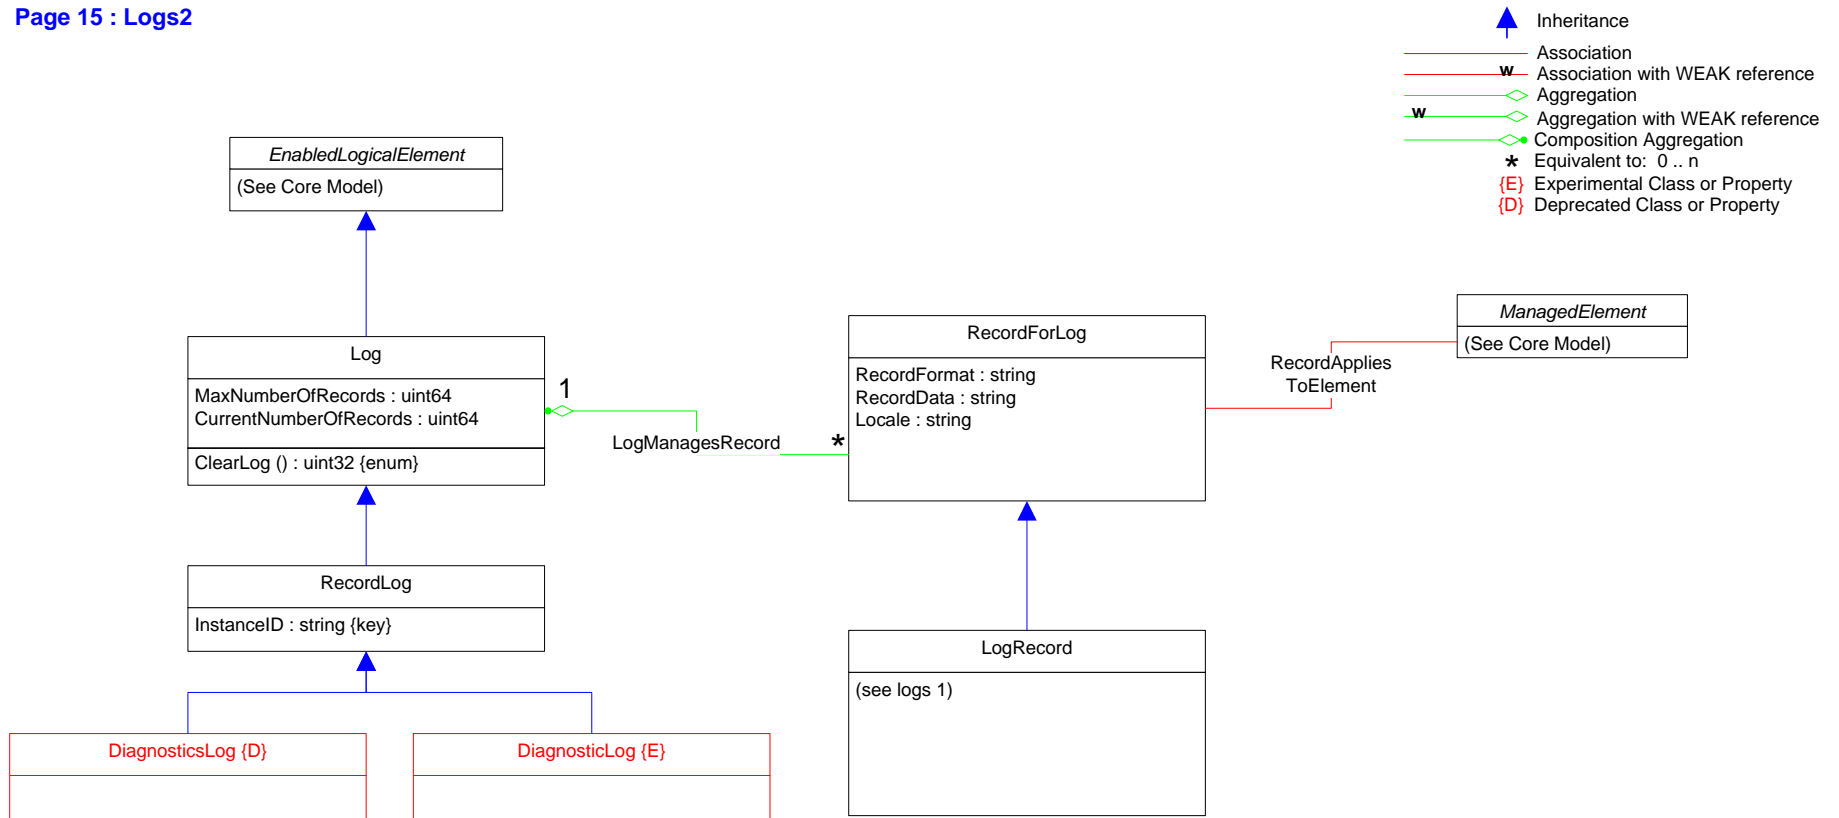 Page 15 : Logs2
Inheritance
Association
w Association with WEAK reference
Aggregation
w Aggregation with WEAK reference
Composition Aggregation
* Equivalent to: 0 .. n
{E} Experimental Class or Property
{D} Deprecated Class or Property
EnabledLogicalElement
(See Core Model)
Log
MaxNumberOfRecords : uint64
CurrentNumberOfRecords : uint64
ClearLog () : uint32 {enum}
1
LogManagesRecord
*
RecordForLog
RecordFormat : string
RecordData : string
Locale : string
RecordApplies
ToElement
ManagedElement
(See Core Model)
RecordLog
InstanceID : string {key}
LogRecord
(see logs 1)
DiagnosticsLog {D}
DiagnosticLog {E}